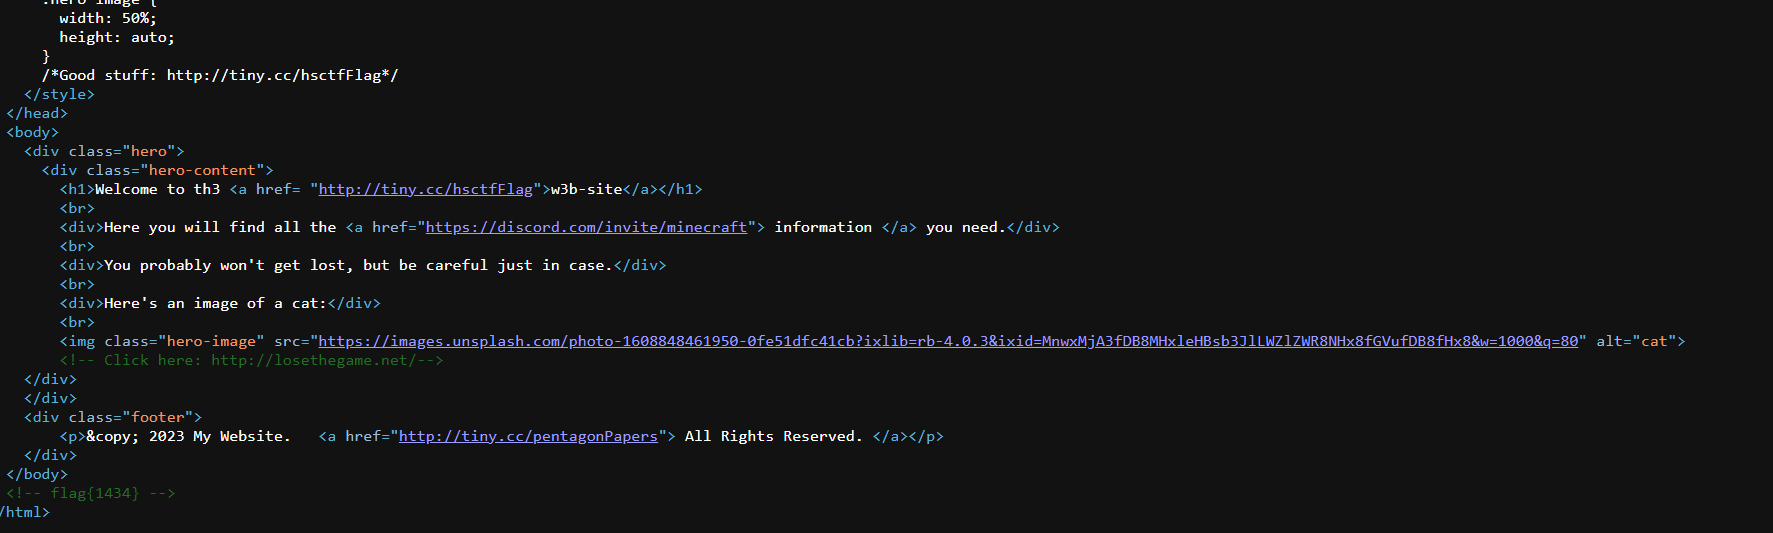 .hero-image {
width: 50%;
height: auto;
}
/*Good stuff: http://tiny.cc/hsctfFlag*/
</style>
</head>
<body>
<div class="hero">
<div class="hero-content">
<h1>Welcome to th3 <a href= "http://tiny.cc/hsctfFlag">w3b-site</a></h1>
<br>
<div>Here you will find all the <a href="https://discord.com/invite/minecraft"> information </a> you need.</div>
<br>
<div>You probably won't get lost, but be careful just in case.</div>
<br>
<div>Here's an image of a cat:</div>
<br>
<img class="hero-image" src="https://images.unsplash.com/photo-1608848461950-0fe51dfc41cb?ixlib=rb-4.0.3&ixid=MnwxMjA3fDB8MHxleHBsb3JlLWZlZWR8NHx8fGVufDB8fHx8&w=1000&q=80" alt="cat">
<!-- Click here: http://losethegame.net/-->
</div>
</div>
<div class="footer">
<p>&copy; 2023 My Website.   <a href="http://tiny.cc/pentagonPapers"> All Rights Reserved. </a></p>
</div>
</body>
<!-- flag{1434} -->
/html>